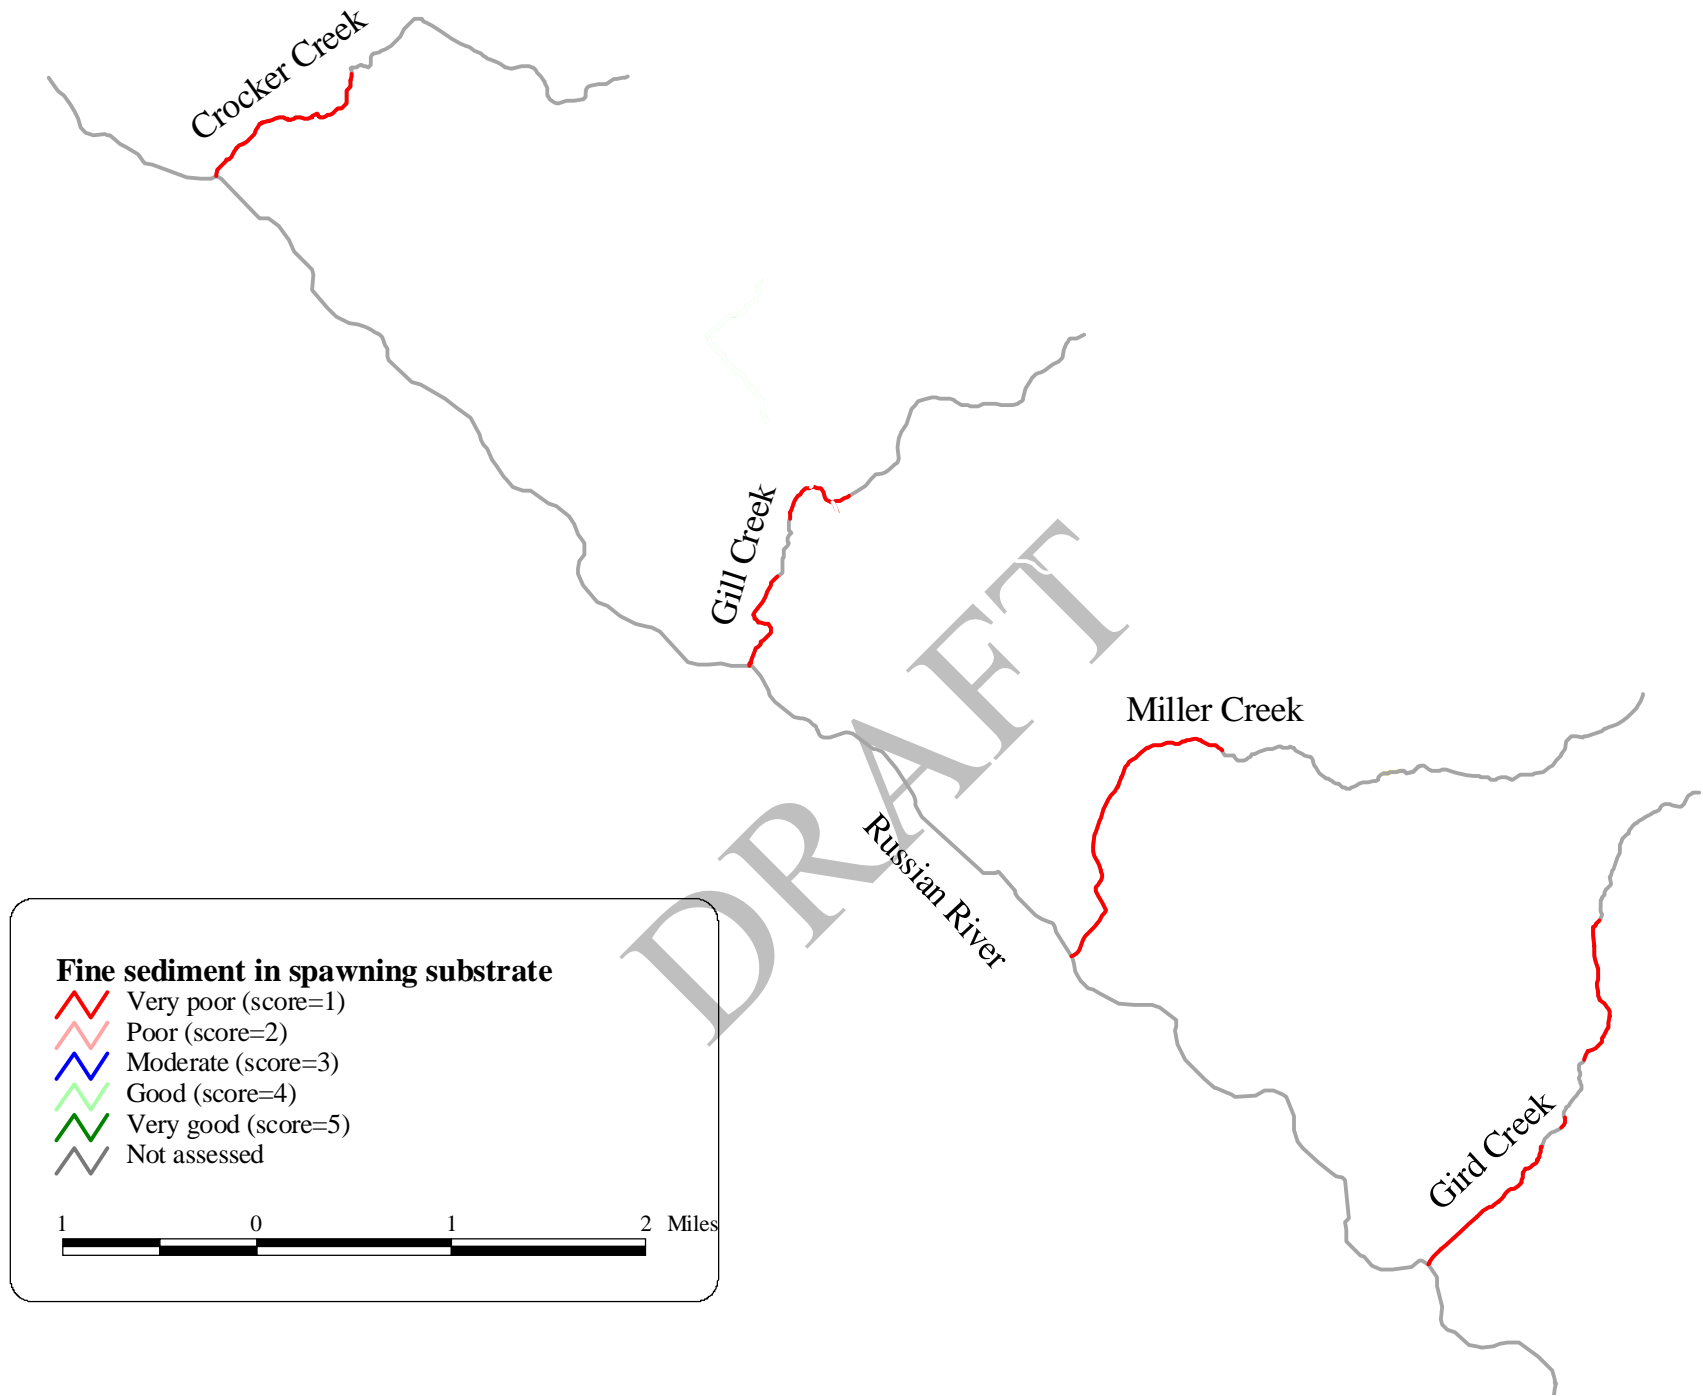 Crocker Creek
Gill Creek
Miller Creek
Russian River
Gird Creek
DRAFT
Fine sediment in spawning substrate
Very poor (score=1)
Poor (score=2)
Moderate (score=3)
Good (score=4)
Very good (score=5)
Not assessed
1 0 1 2 Miles